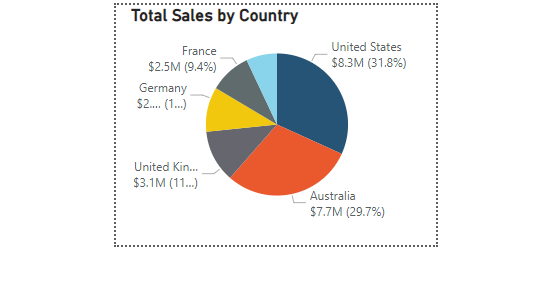 Total Sales by Country
United States
$8.3M (31.8%)
Australia
$7.7M (29.7%)
United Kin...
$3.1M (11...)
Germany
$2.... (1...)
France
$2.5M (9.4%)